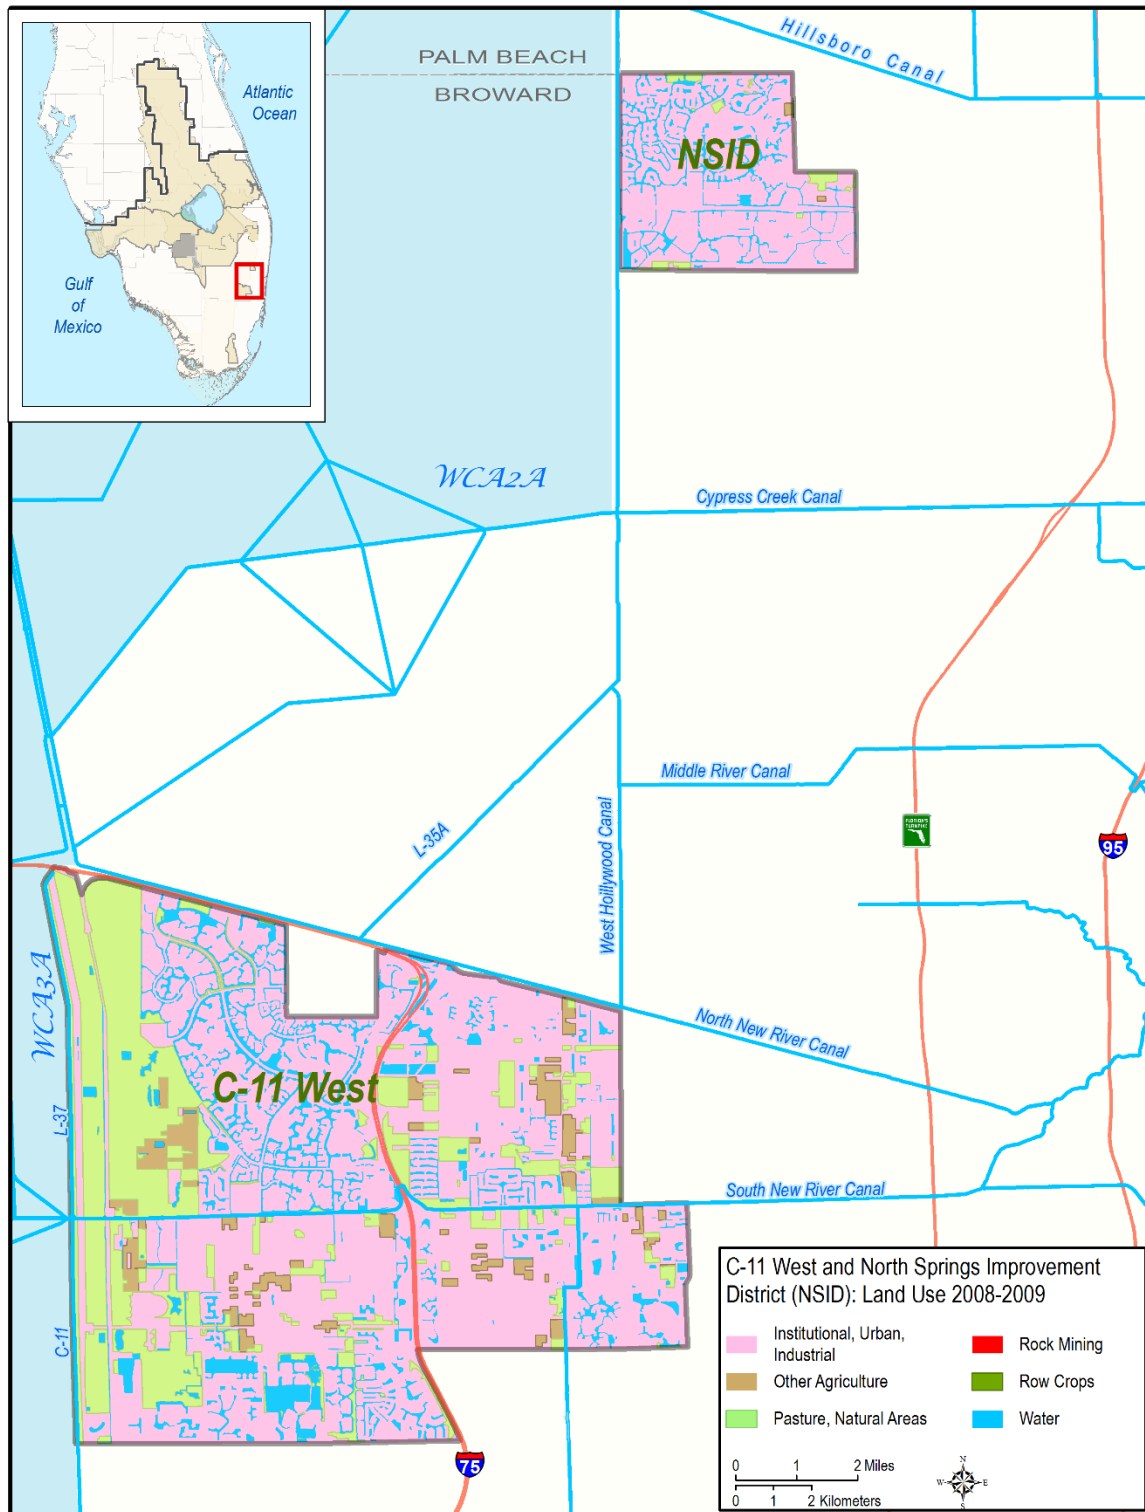 Atlantic
Ocean
Gulf
of
Mexico
PALM BEACH
BROWARD
Hillsboro Canal
NSID
WCA2A
Cypress Creek Canal
Middle River Canal
L-35A
West Hoillywood Canal
FLORIDA'S
TURNPIKE
95
WCA3A
North New River Canal
C-11 West
L-37
South New River Canal
C-11
75
C-11 West and North Springs Improvement
District (NSID): Land Use 2008-2009
Institutional, Urban,
Industrial
Rock Mining
Other Agriculture
Row Crops
Pasture, Natural Areas
Water
0 1 2 Miles
0 1 2 Kilometers
N
W E
S